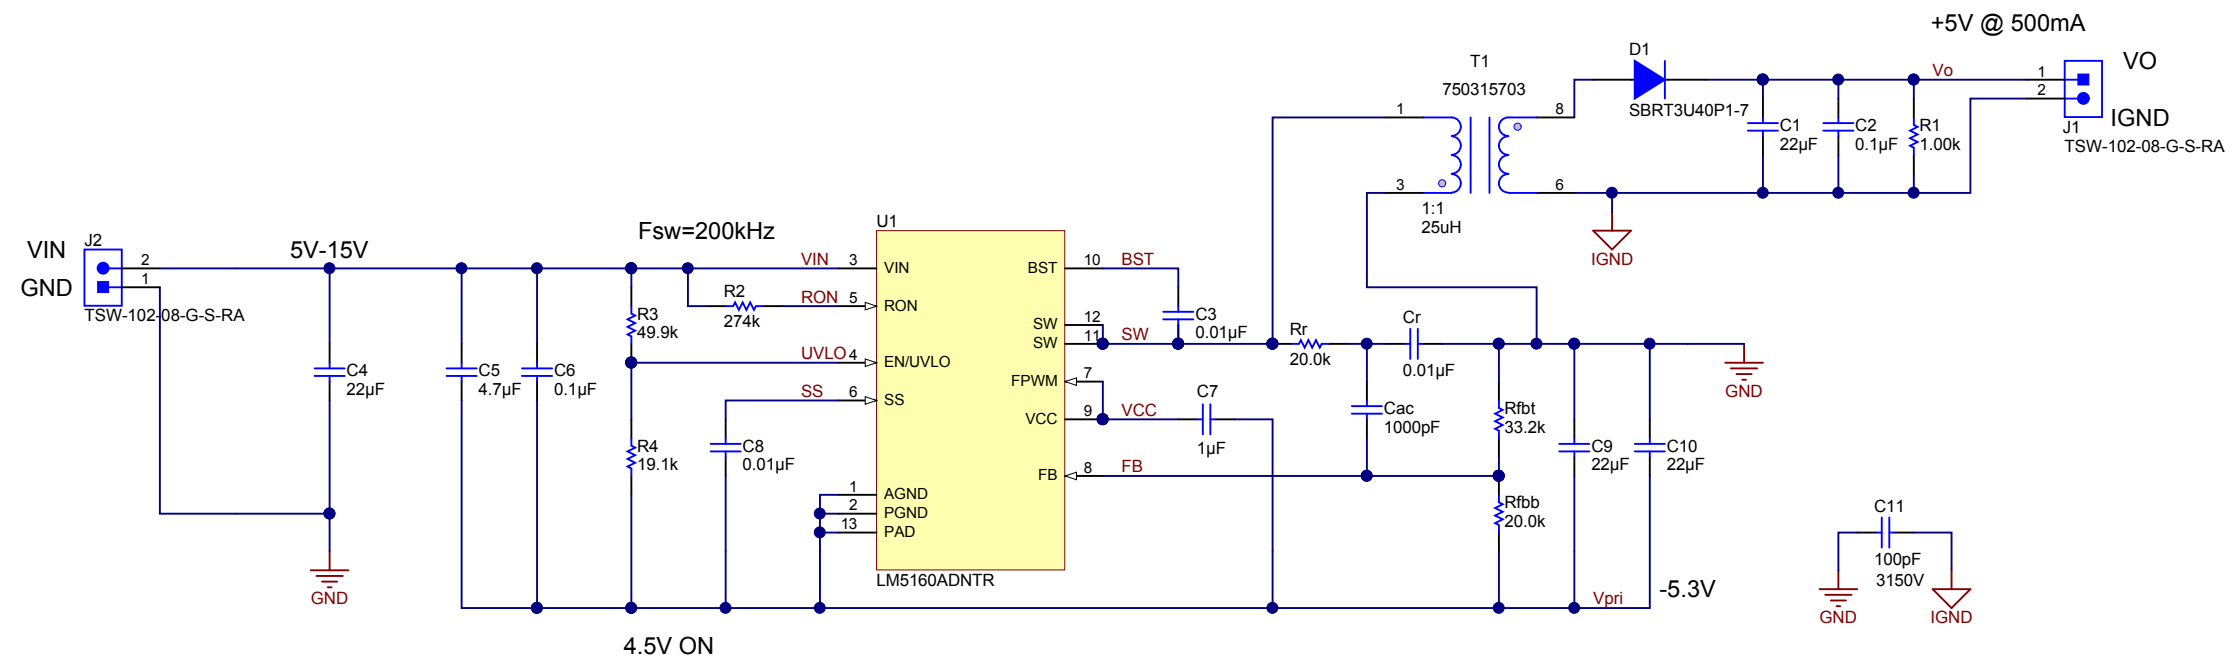 +5V @ 500mA
VIN
GND
J2
2
1
TSW-102-08-G-S-RA
5V-15V
C4
22µF
GND
C5
4.7µF
C6
0.1µF
Fsw=200kHz
R3
49.9k
R4
19.1k
R2
274k
C8
0.01µF
4.5V ON
VIN 3
RON 5
UVLO 4
SS 6
1
2
13
U1
VIN
RON
EN/UVLO
SS
AGND
PGND
PAD
BST
SW
SW
FPWM
VCC
FB
LM5160ADNTR
10 BST
12
11 SW
7
9 VCC
8 FB
C3
0.01µF
C7
1µF
Rr
20.0k
Cr
0.01µF
Cac
1000pF
Rfbt
33.2k
Rfbb
20.0k
C9
22µF
C10
22µF
GND
Vpri
-5.3V
T1
750315703
1
3
8
6
1:1
25uH
D1
SBRT3U40P1-7
IGND
C1
22µF
C2
0.1µF
R1
1.00k
Vo
1
2
VO
IGND
J1
TSW-102-08-G-S-RA
C11
100pF
3150V
GND
IGND